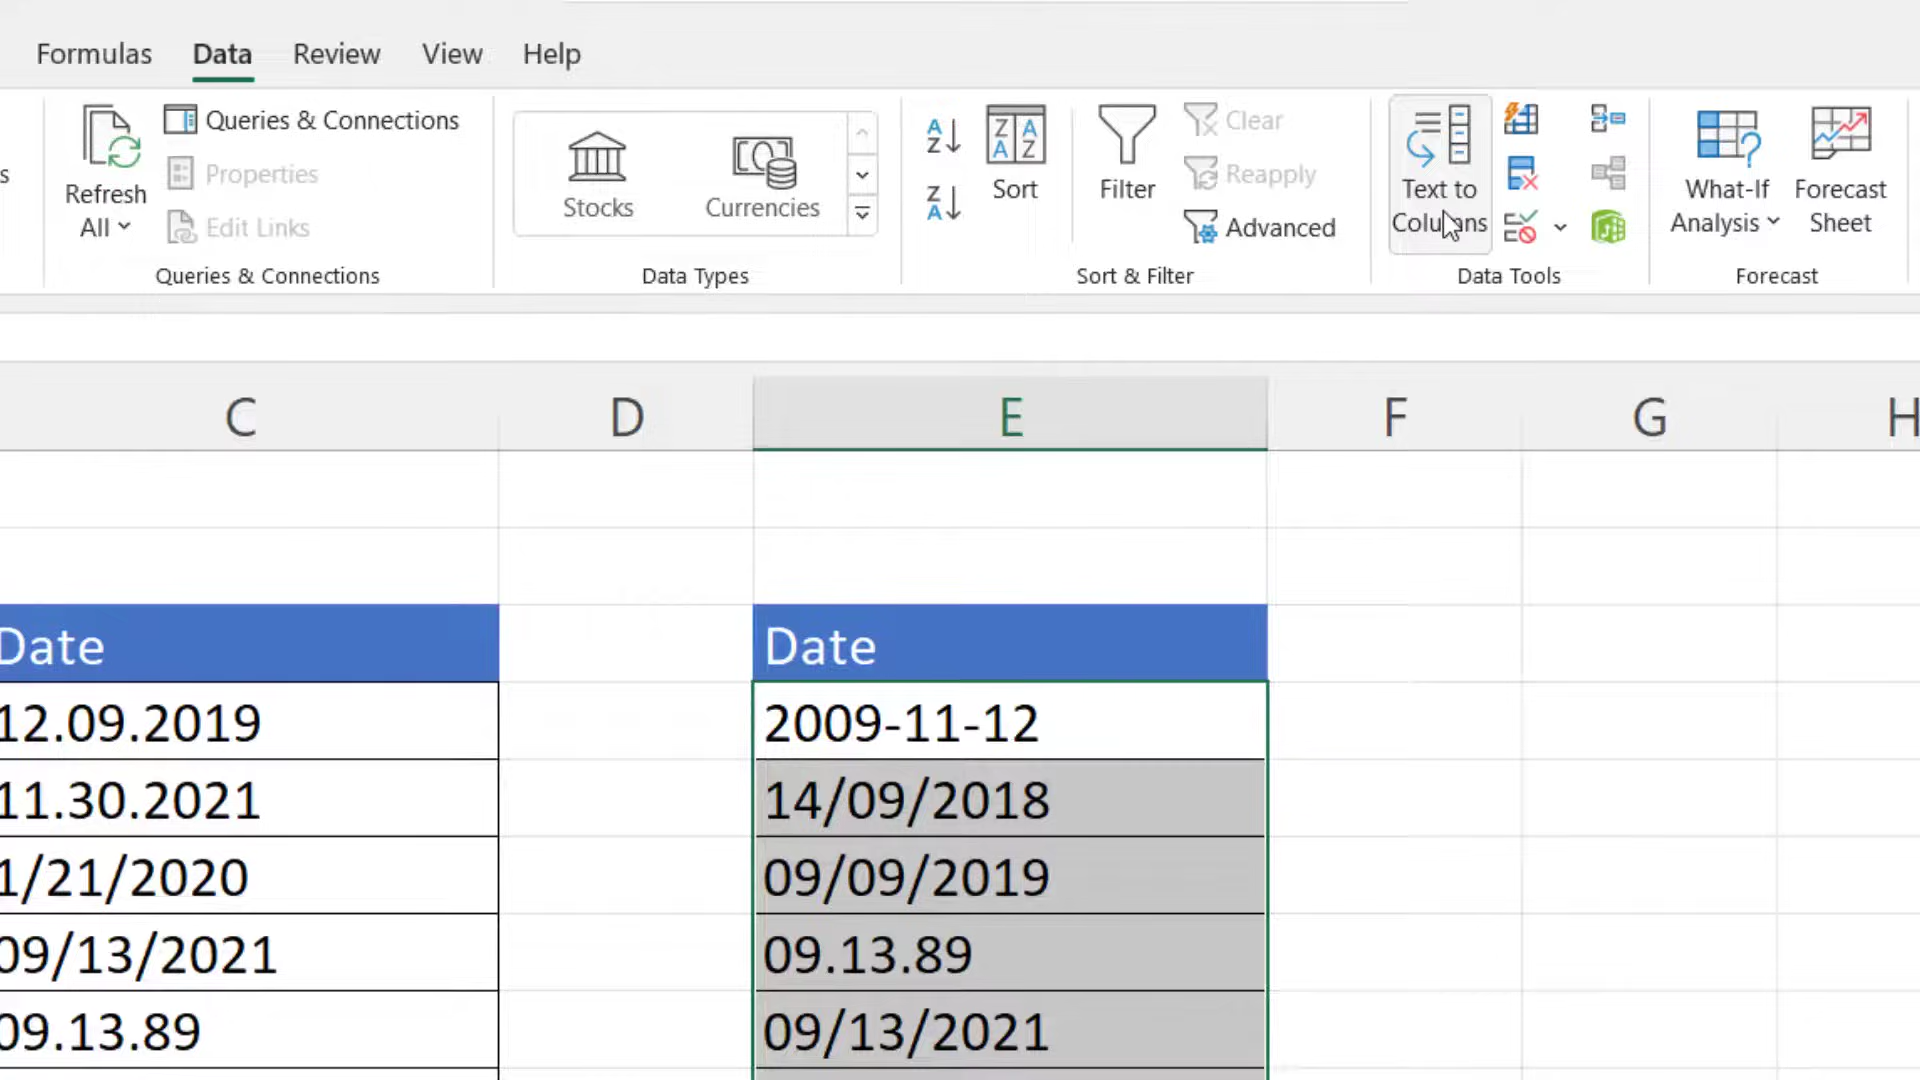 Formulas Data Review View Help
s
Refresh
All
Queries & Connections
Properties
Edit Links
Queries & Connections
Stocks
Currencies
Data Types
A
Z
Z
A
Z A
A Z
Sort
Filter
Clear
Reapply
Advanced
Sort & Filter
Text to
Columns
Data Tools
What-If
Analysis
Forecast
Sheet
Forecast
C D E F G H
Date Date
12.09.2019 2009-11-12
11.30.2021 14/09/2018
1/21/2020 09/09/2019
09/13/2021 09.13.89
09.13.89 09/13/2021